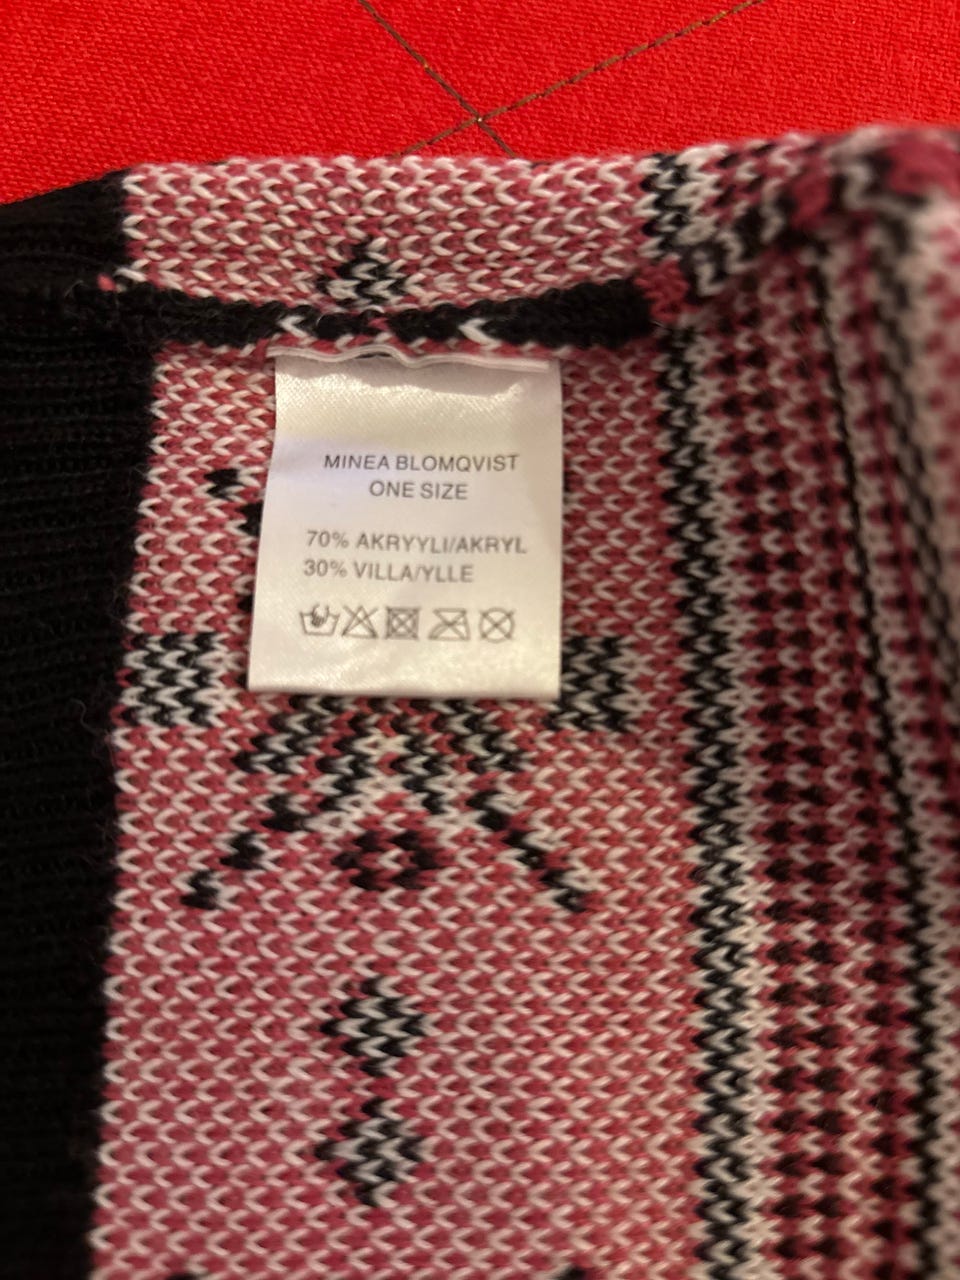 MINEA BLOMQVIST
ONE SIZE
70% AKRYYLI/AKRYL
30% VILLA/YLLE